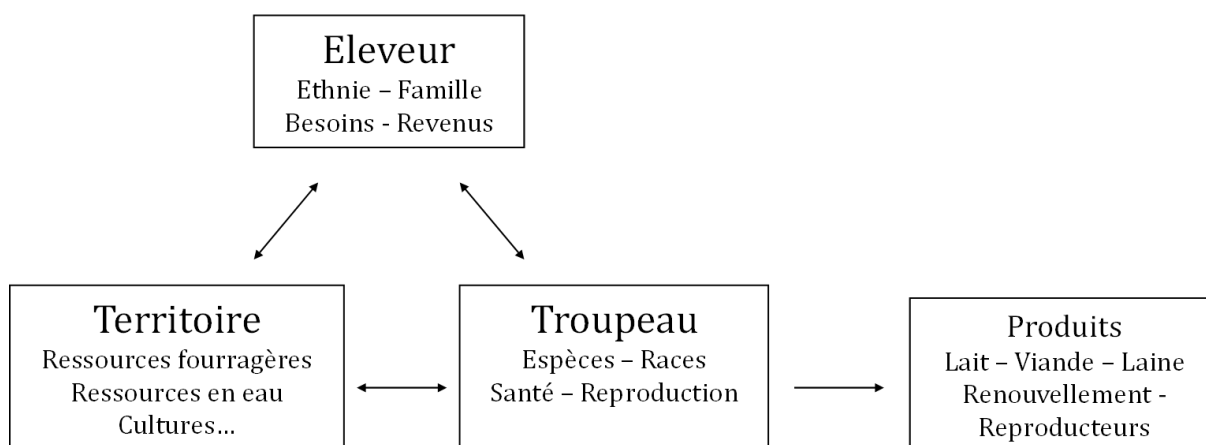 Eleveur
Ethnie – Famille
Besoins - Revenus
Territoire
Ressources fourragères
Ressources en eau
Cultures...
Troupeau
Espèces – Races
Santé – Reproduction
Produits
Lait – Viande – Laine
Renouvellement -
Reproducteurs